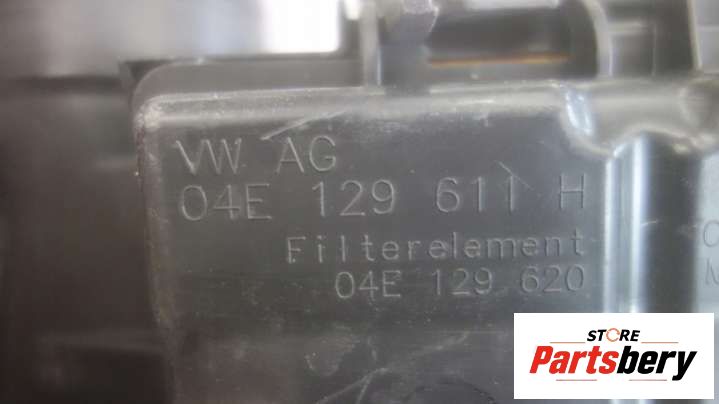 VW AG
04E 129 611 H
Filterelement
04E 129 620
STORE
Partsbery